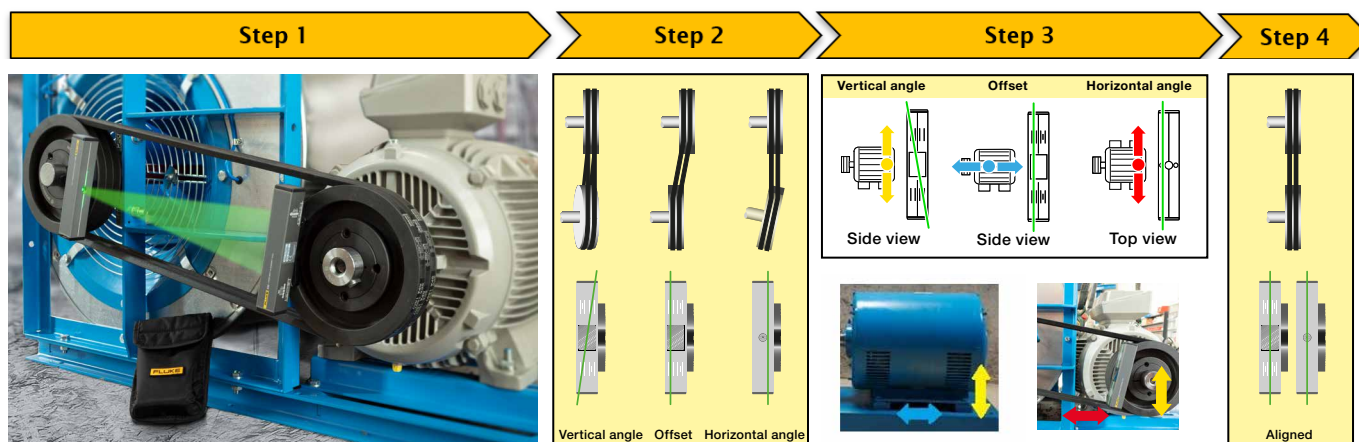 Step 1
Step 2
Step 3
Step 4
FLUKE
Vertical angle
Offset
Horizontal angle
Vertical angle
Offset
Horizontal angle
Side view
Side view
Top view
Aligned